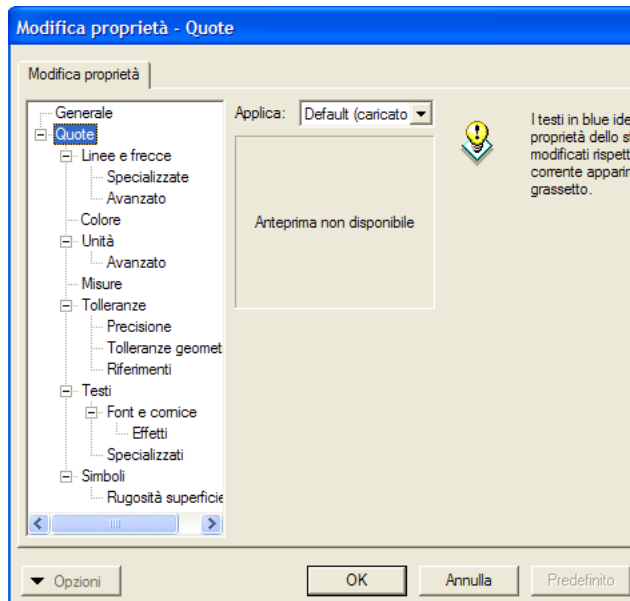 Modifica proprietà - Quote
Modifica proprietà
Generale
Quote
Linee e frecce
Specializzate
Avanzato
Colore
Unità
Avanzato
Misure
Tolleranze
Precisione
Tolleranze geomet
Riferimenti
Testi
Font e cornice
Effetti
Specializzati
Simboli
Rugosità superficie
Applica: Default (caricato
Anteprima non disponibile
I testi in blue ide
proprietà dello s
modificati rispett
corrente apparir
grassetto.
Opzioni
OK
Annulla
Predefinito